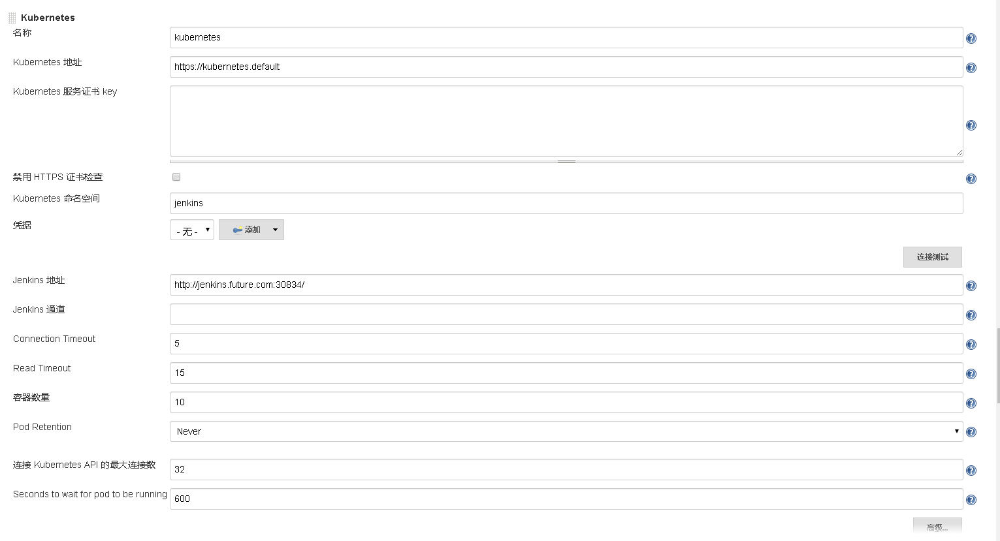 Kubernetes
名称
kubernetes
Kubernetes 地址
https://kubernetes.default
Kubernetes 服务证书 key
禁用 HTTPS 证书检查
Kubernetes 命名空间
jenkins
凭据
- 无 -
添加
连接测试
Jenkins 地址
http://jenkins.future.com:30834/
Jenkins 通道
Connection Timeout
5
Read Timeout
15
容器数量
10
Pod Retention
Never
连接 Kubernetes API 的最大连接数
32
Seconds to wait for pod to be running
600
高级...